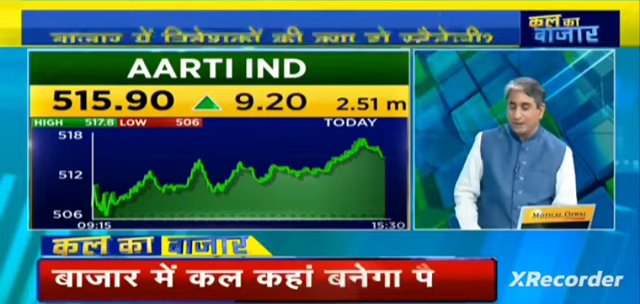 बाजार में निवेशकों की क्या हो स्ट्रैटेजी?
कल का
बाजार
AARTI IND
515.90 ▲ 9.20 2.51 m
HIGH 517.8 LOW 506 TODAY
518
512
506
09:15 15:30
MOTILAL OSWAL
कल का बाजार
बाजार में कल कहां बनेगा पै
XRecorder